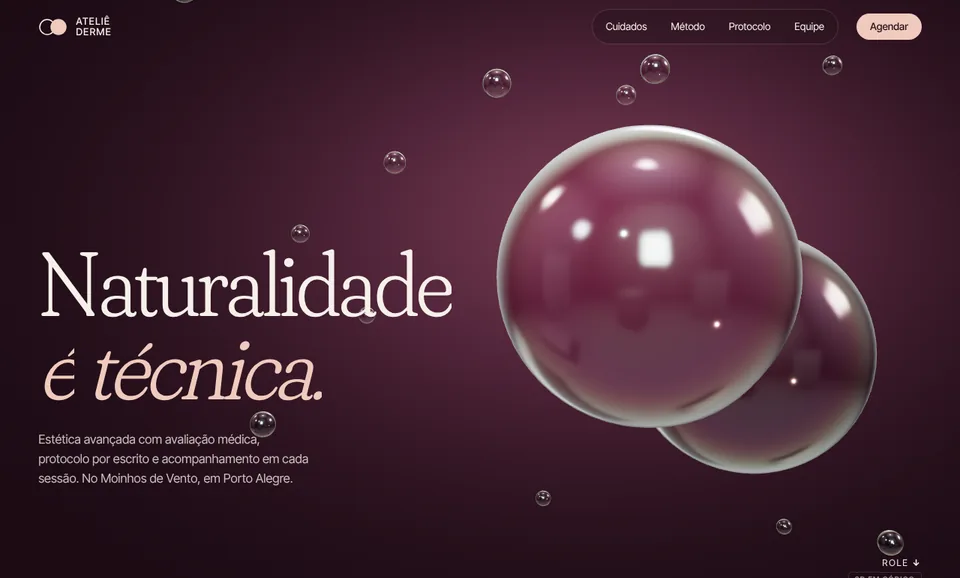 ATELIÊ
DERME
Cuidados
Método
Protocolo
Equipe
Agendar
Naturalidade
é técnica.
Estética avançada com avaliação médica,
protocolo por escrito e acompanhamento em cada
sessão. No Moinhos de Vento, em Porto Alegre.
ROLE ↓